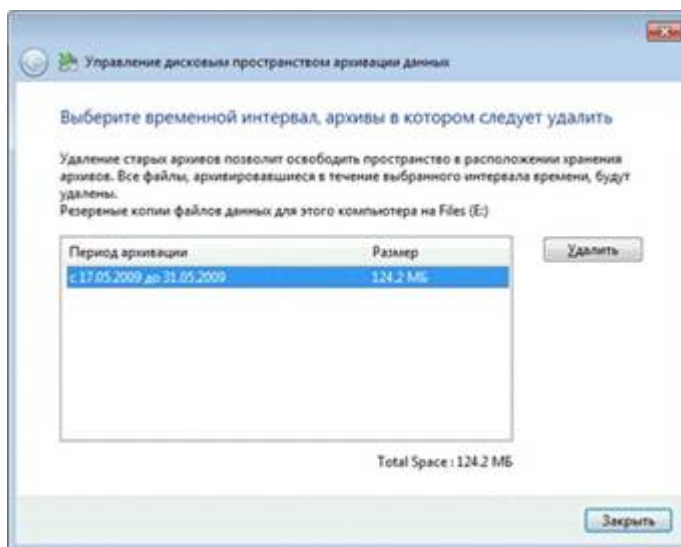 Управление дисковым пространством архивации данных
Выберите временной интервал, архивы в котором следует удалить
Удаление старых архивов позволит освободить пространство в расположении хранения
архивов. Все файлы, архивировавшиеся в течение выбранного интервала времени, будут
удалены.
Резервные копии файлов данных для этого компьютера на Files (E:)
Период архивации Размер
с 17.05.2009 до 31.05.2009 124.2 МБ
Удалить
Total Space : 124.2 МБ
Закрыть